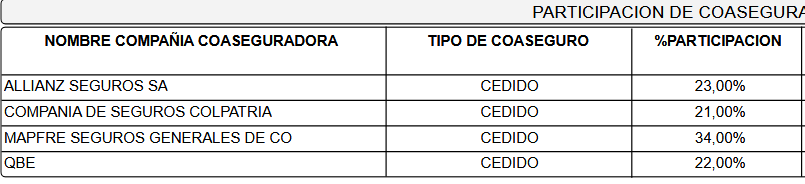 PARTICIPACION DE COASEGURA
NOMBRE COMPAÑIA COASEGURADORA TIPO DE COASEGURO %PARTICIPACION
ALLIANZ SEGUROS SA CEDIDO 23,00%
COMPANIA DE SEGUROS COLPATRIA CEDIDO 21,00%
MAPFRE SEGUROS GENERALES DE CO CEDIDO 34,00%
QBE CEDIDO 22,00%